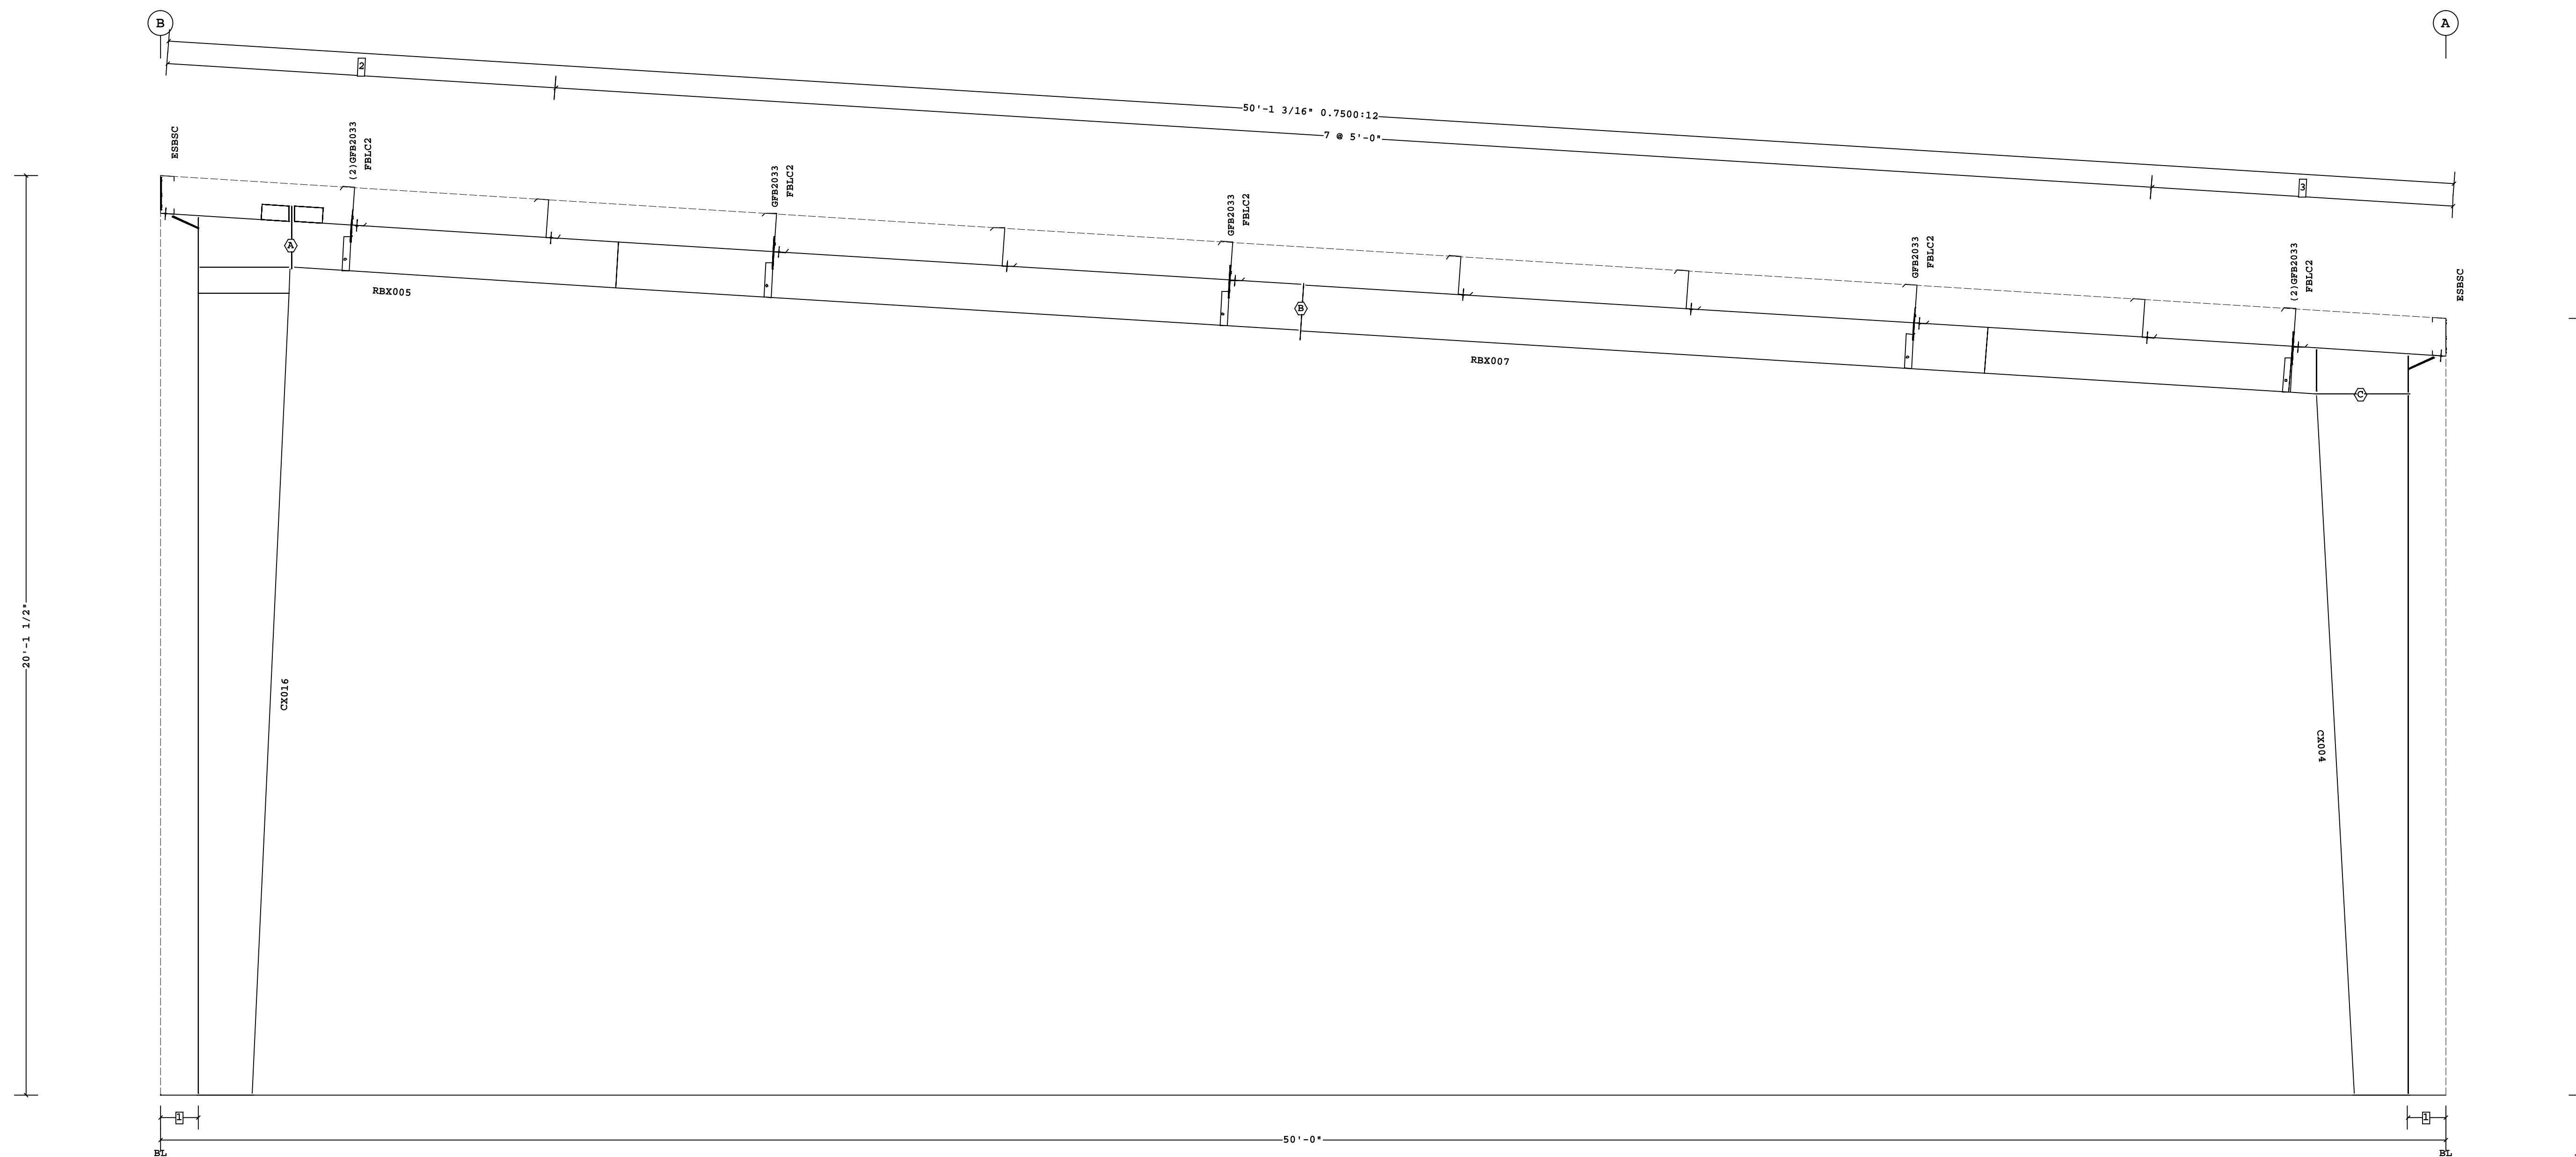 B
A
2
50'-1 3/16" 0.7500:12
7 @ 5'-0"
3
ESBSC
(2)GFB2033
FBLC2
GFB2033
FBLC2
GFB2033
FBLC2
GFB2033
FBLC2
(2)GFB2033
FBLC2
ESBSC
A
RBX005
B
RBX007
C
20'-1 1/2"
CX016
CX004
1
1
50'-0"
BL
BL